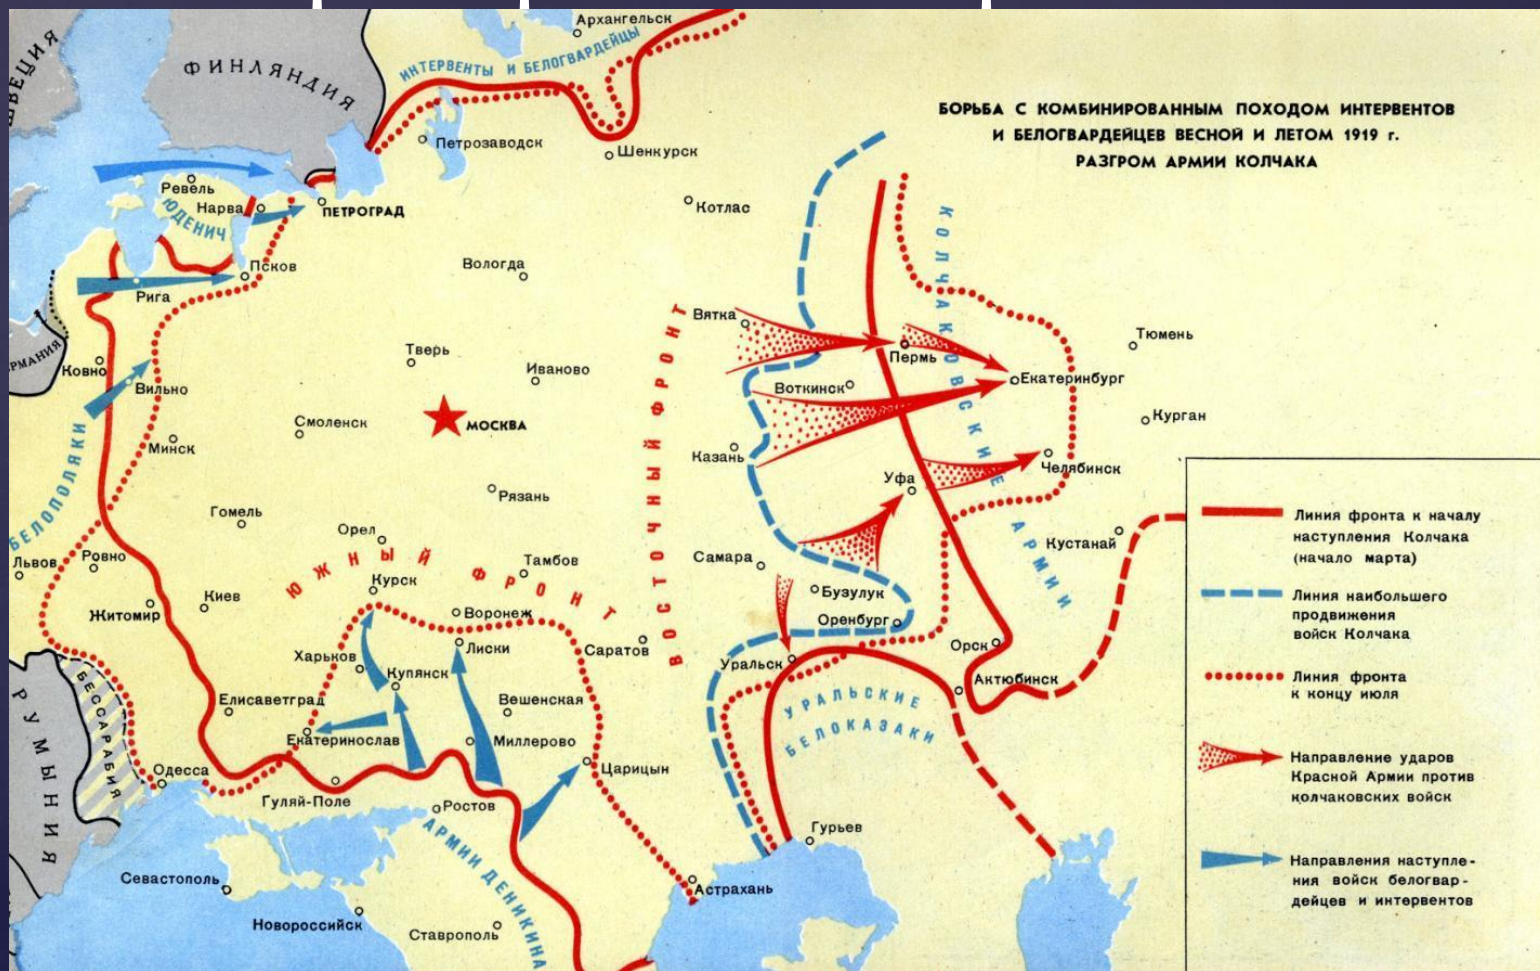 БОРЬБА С КОМБИНИРОВАННЫМ ПОХОДОМ ИНТЕРВЕНТОВ
И БЕЛОГВАРДЕЙЦЕВ ВЕСНОЙ И ЛЕТОМ 1919 г.
РАЗГРОМ АРМИИ КОЛЧАКА
ШВЕЦИЯ
ФИНЛЯНДИЯ
Архангельск
ИНТЕРВЕНТЫ И БЕЛОГВАРДЕЙЦЫ
Петрозаводск
Шенкурск
Котлас
Ревель
Нарва
ЮДЕНИЧ
ПЕТРОГРАД
Псков
Вологда
Рига
ЕРМАНИЯ
Ковно
Вильно
Тверь
Иваново
Вятка
Пермь
Тюмень
Воткинск
Екатеринбург
Курган
Смоленск
МОСКВА
Минск
Казань
Уфа
Челябинск
БЕЛОПОЛЯКИ
Рязань
ВОСТОЧНЫЙ ФРОНТ
КОЛЧАКОВСКИЕ АРМИИ
Гомель
Орел
Кустанай
Львов
Ровно
Тамбов
Самара
ЮЖНЫЙ ФРОНТ
Житомир
Киев
Курск
Воронеж
Бузулук
Оренбург
Харьков
Лиски
Саратов
Уральск
Орск
Купянск
Актюбинск
РУМЫНИЯ
БЕССАРАБИЯ
Елисаветград
Вешенская
УРАЛЬСКИЕ
БЕЛОКАЗАКИ
Екатеринослав
Миллерово
Одесса
Царицын
Гуляй-Поле
Ростов
Гурьев
АРМИИ ДЕНИКИНА
Севастополь
Астрахань
Новороссийск
Ставрополь
Линия фронта к началу
наступления Колчака
(начало марта)
Линия наибольшего
продвижения
войск Колчака
Линия фронта
к концу июля
Направление ударов
Красной Армии против
колчаковских войск
Направления наступле-
ния войск белогвар-
дейцев и интервентов